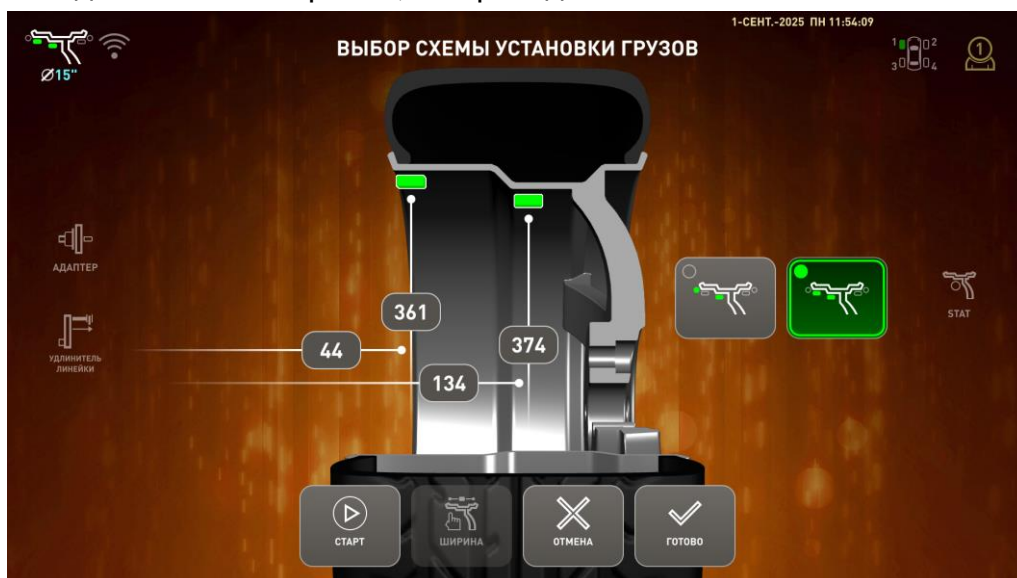 1-СЕНТ.-2025 ПН 11:54:09
ВЫБОР СХЕМЫ УСТАНОВКИ ГРУЗОВ
1 2
3 4
1
Ø15"
АДАПТЕР
УДЛИНИТЕЛЬ
ЛИНЕЙКИ
361
44
374
134
STAT
СТАРТ
ШИРИНА
ОТМЕНА
ГОТОВО